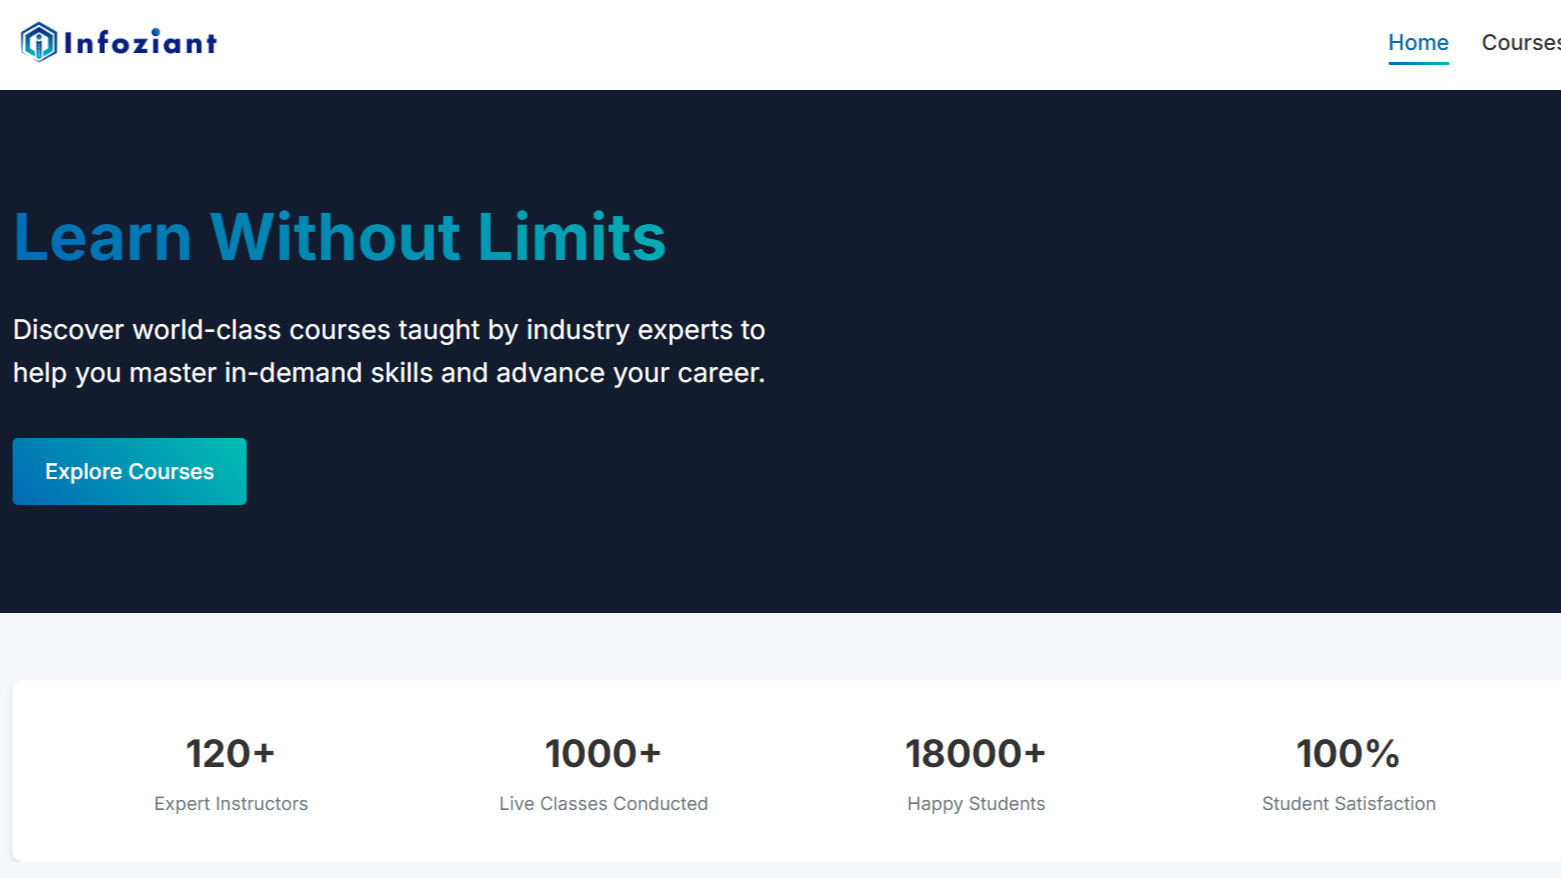 Infoziant
Home Courses
Learn Without Limits
Discover world-class courses taught by industry experts to
help you master in-demand skills and advance your career.
Explore Courses
120+ 1000+ 18000+ 100%
Expert Instructors Live Classes Conducted Happy Students Student Satisfaction